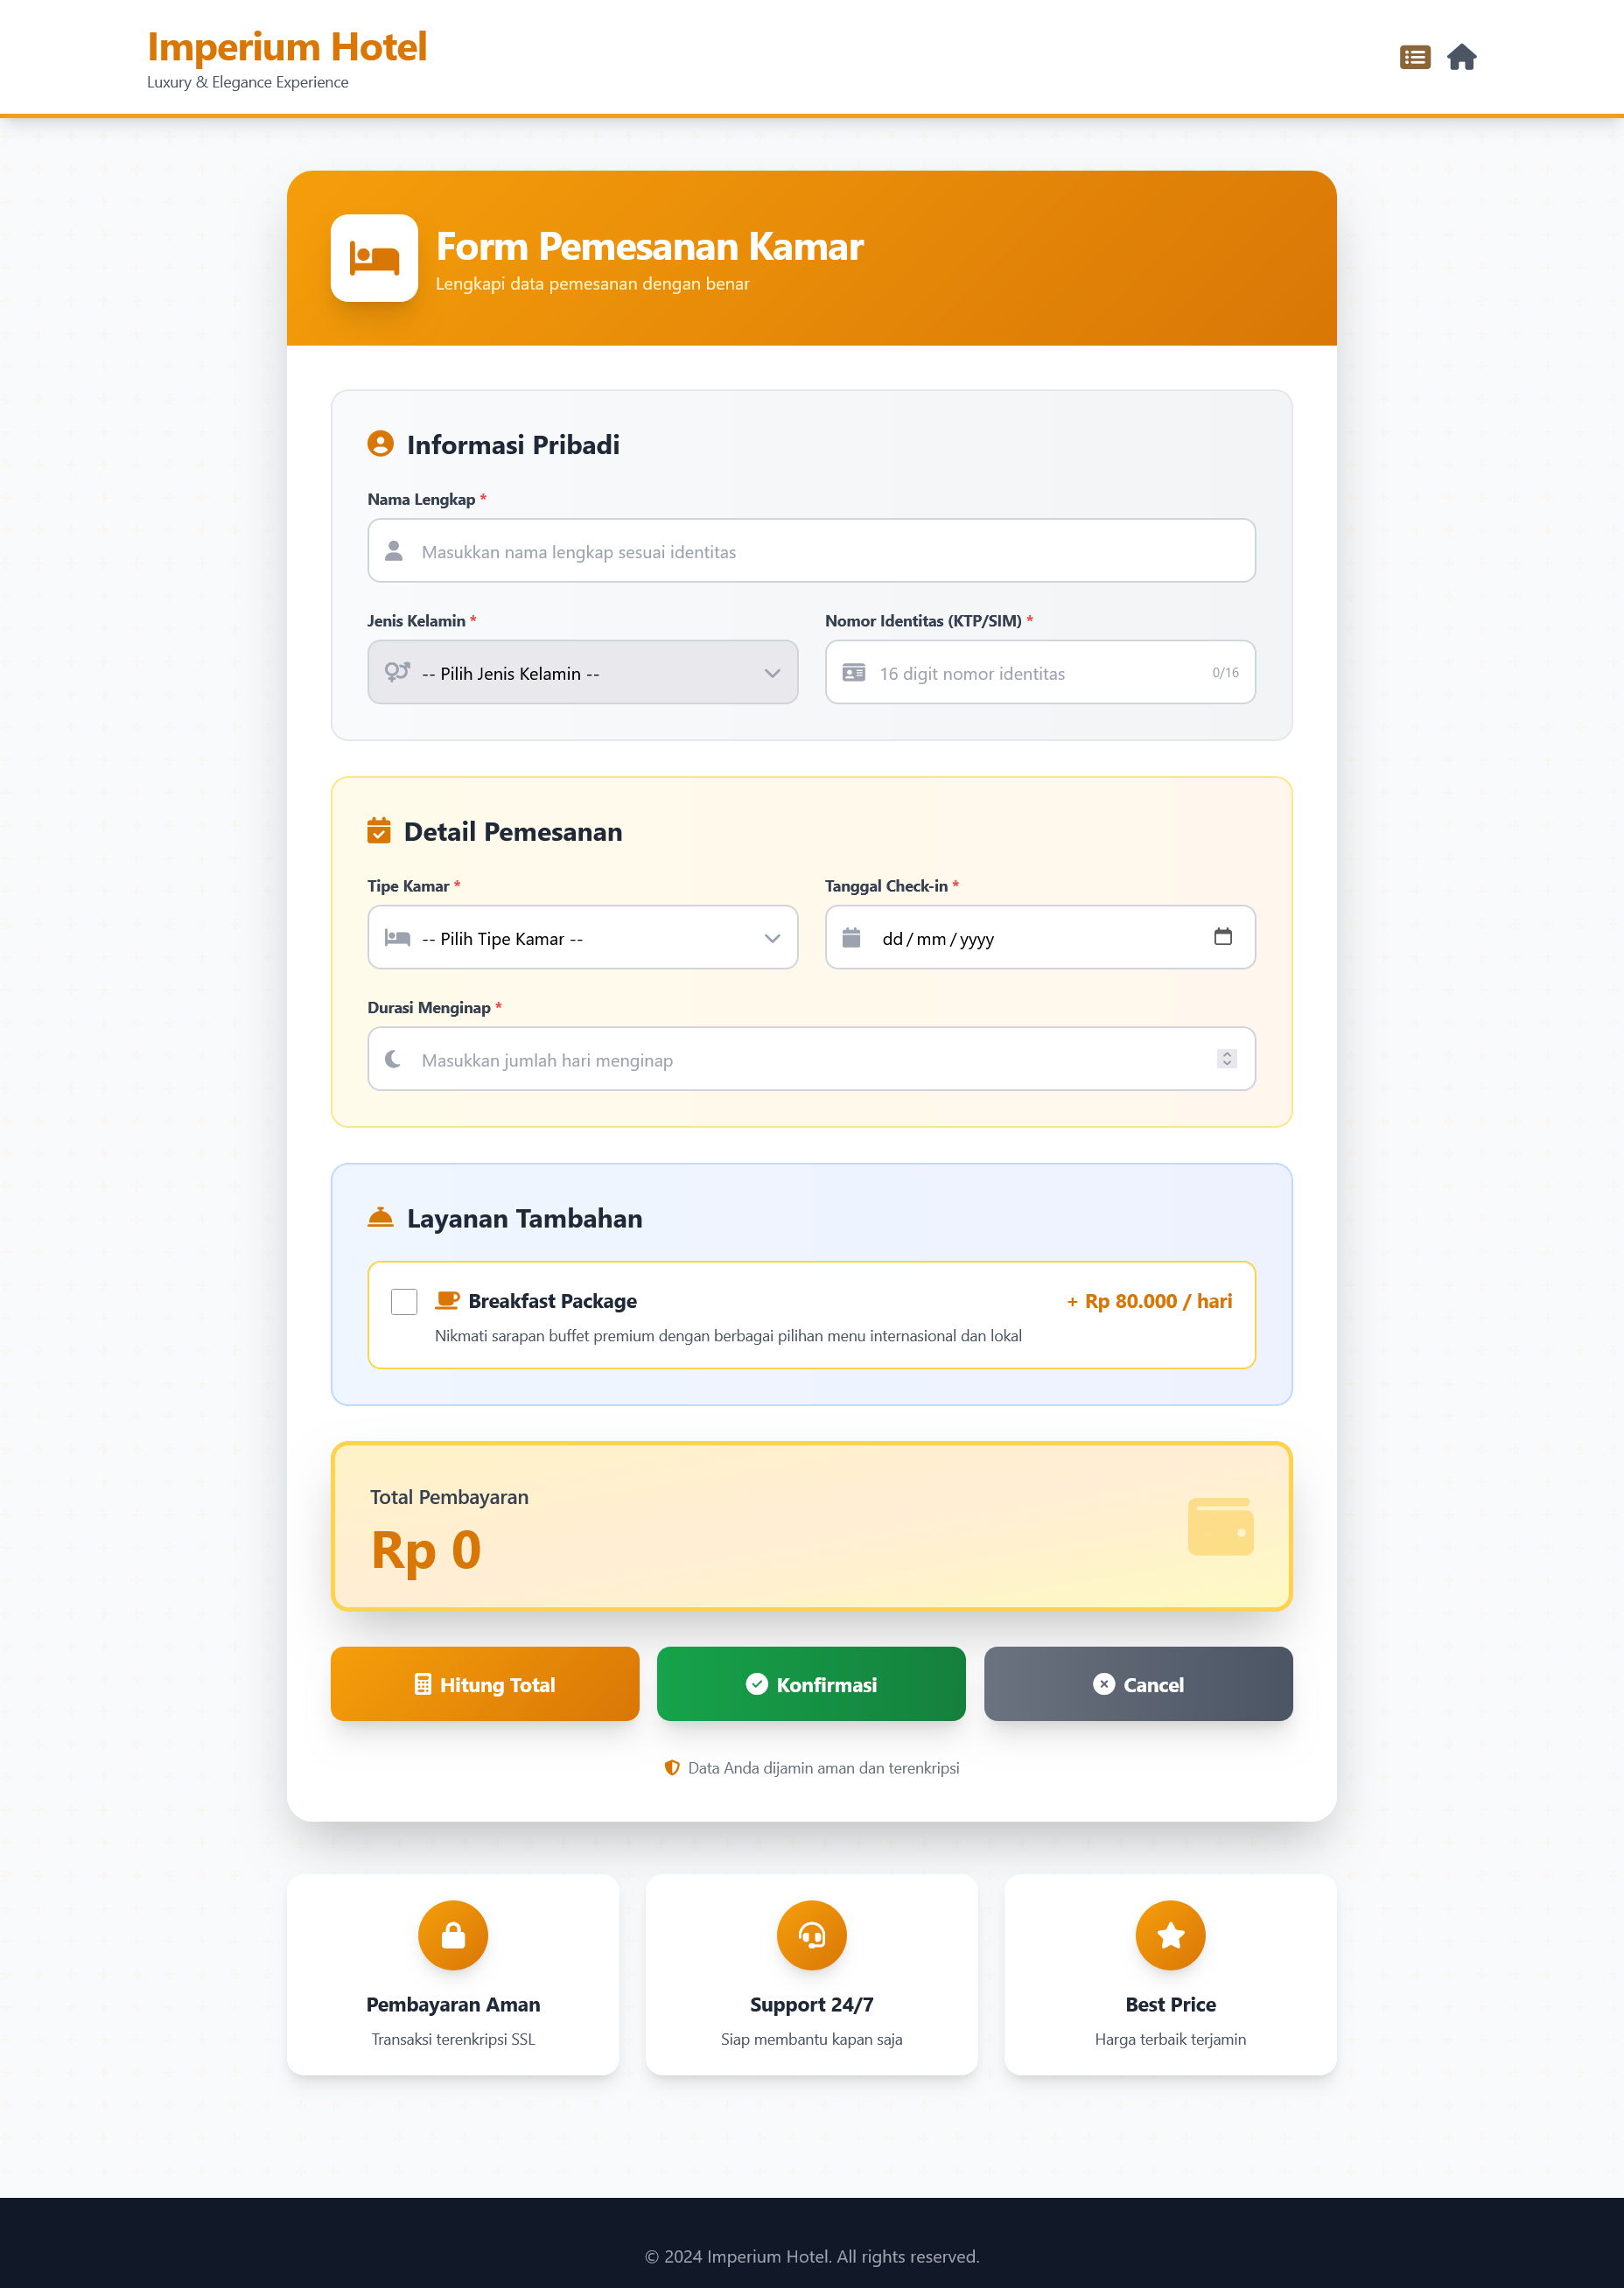 Imperium Hotel
Luxury & Elegance Experience
Form Pemesanan Kamar
Lengkapi data pemesanan dengan benar
Informasi Pribadi
Nama Lengkap *
Masukkan nama lengkap sesuai identitas
Jenis Kelamin *
-- Pilih Jenis Kelamin --
Nomor Identitas (KTP/SIM) *
16 digit nomor identitas
0/16
Detail Pemesanan
Tipe Kamar *
-- Pilih Tipe Kamar --
Tanggal Check-in *
dd/mm/yyyy
Durasi Menginap *
Masukkan jumlah hari menginap
Layanan Tambahan
Breakfast Package
+ Rp 80.000 / hari
Nikmati sarapan buffet premium dengan berbagai pilihan menu internasional dan lokal
Total Pembayaran
Rp 0
Hitung Total
Konfirmasi
Cancel
Data Anda dijamin aman dan terenkripsi
Pembayaran Aman
Transaksi terenkripsi SSL
Support 24/7
Siap membantu kapan saja
Best Price
Harga terbaik terjamin
© 2024 Imperium Hotel. All rights reserved.